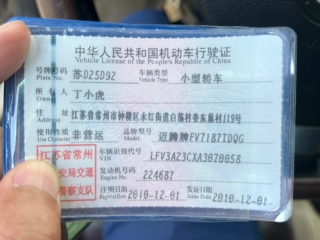 中华人民共和国机动车行驶证
Vehicle License of the People's Republic of China
号牌号码 苏D25D92 车辆类型 小型轿车
Plate No. Vehicle Type
所有人 丁小虎
Owner
住址 江苏省常州市钟楼区永红街道白荡村委东巢村119号
Address
使用性质 非营运 品牌型号 迈腾牌FV7187TDQG
Use Character Model
江苏省常州 车辆识别代号 LFV3A23CXA3070058
VIN
公安局交通 发动机号码 224687
Engine No.
警察支队 注册日期 2010-12-01 发证日期 2010-12-01
Register Date Issue Date